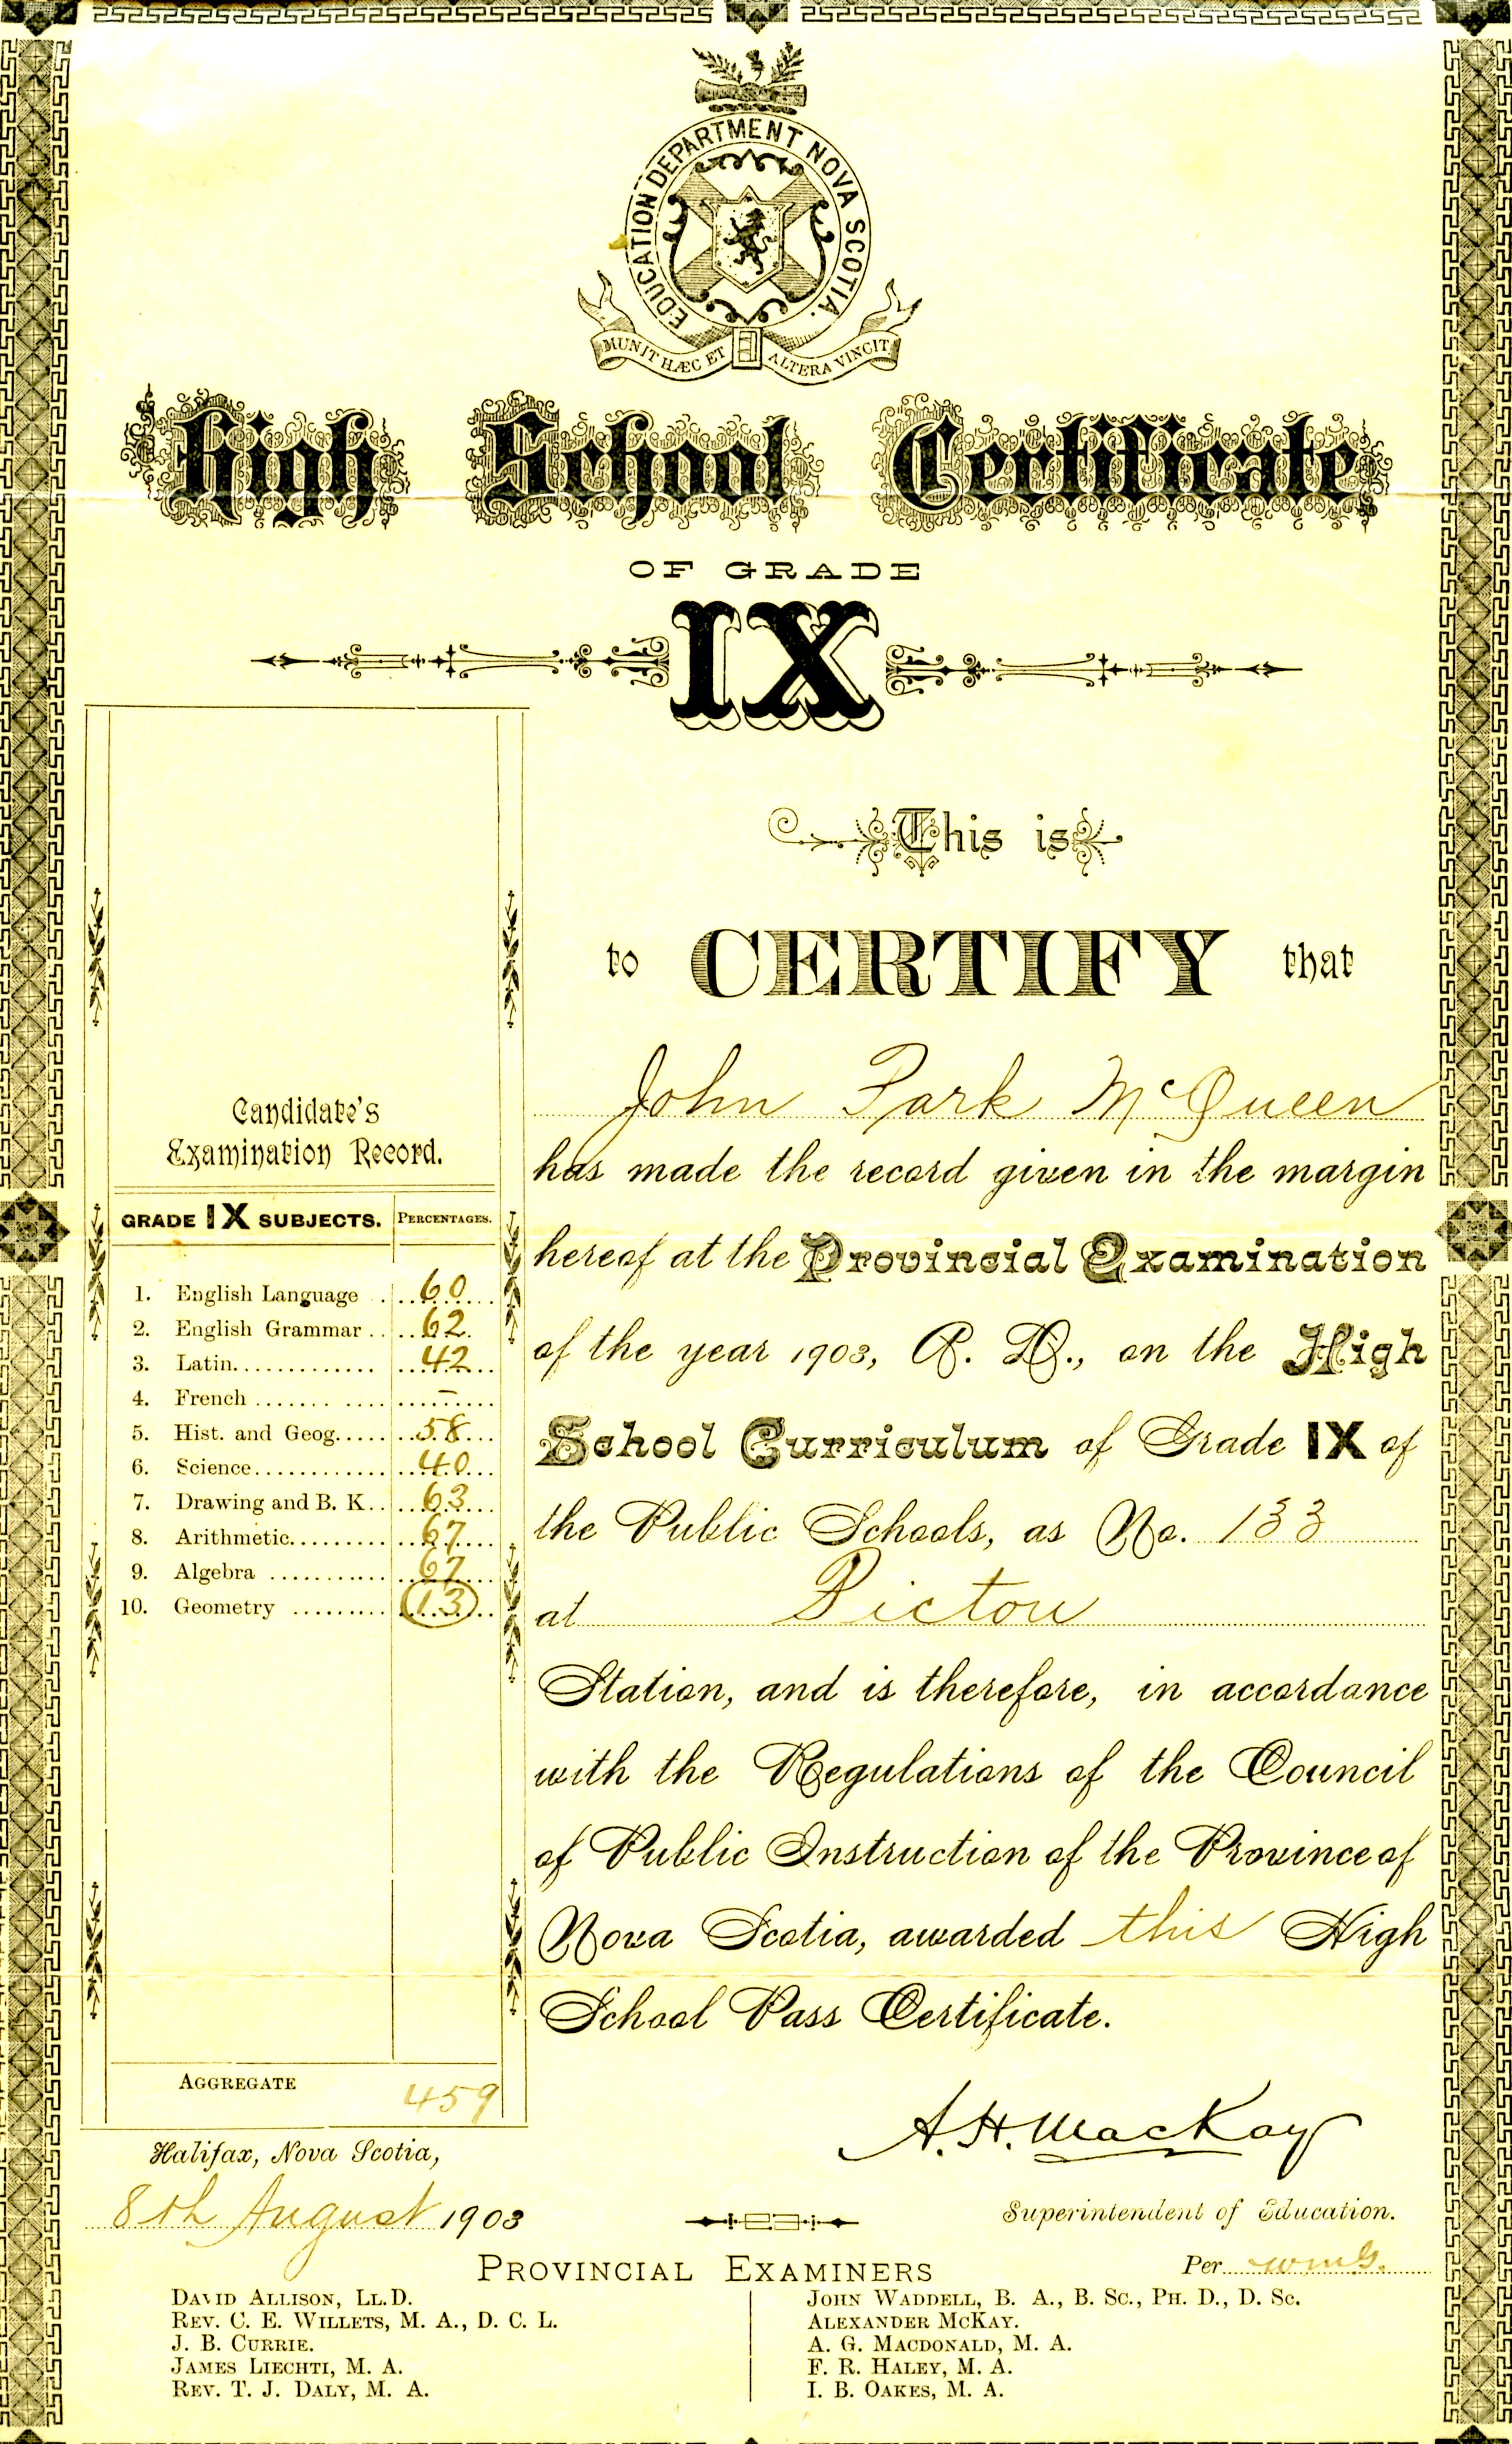 EDUCATION DEPARTMENT NOVA SCOTIA.
MUNIT HÆC ET ALTERA VINCIT
High School Certificate
OF GRADE
IX
This is
to CERTIFY that
John Park McQueen
has made the record given in the margin
hereof at the Provincial Examination
of the year 1903, A. D., on the High
School Curriculum of Grade IX of
the Public Schools, as No. 133
at Pictou
Station, and is therefore, in accordance
with the Regulations of the Council
of Public Instruction of the Province of
Nova Scotia, awarded this High
School Pass Certificate.
Candidate's
Examination Record.
GRADE IX SUBJECTS. PERCENTAGES.
1. English Language 60
2. English Grammar 62
3. Latin 42
4. French –
5. Hist. and Geog. 58
6. Science 40
7. Drawing and B. K. 63
8. Arithmetic 67
9. Algebra 67
10. Geometry 13
AGGREGATE 459
Halifax, Nova Scotia,
8th August 1903
A. H. MacKay
Superintendent of Education.
Per
PROVINCIAL EXAMINERS
DAVID ALLISON, LL.D.
REV. C. E. WILLETS, M. A., D. C. L.
J. B. CURRIE.
JAMES LIECHTI, M. A.
REV. T. J. DALY, M. A.
JOHN WADDELL, B. A., B. Sc., PH. D., D. Sc.
ALEXANDER MCKAY.
A. G. MACDONALD, M. A.
F. R. HALEY, M. A.
I. B. OAKES, M. A.